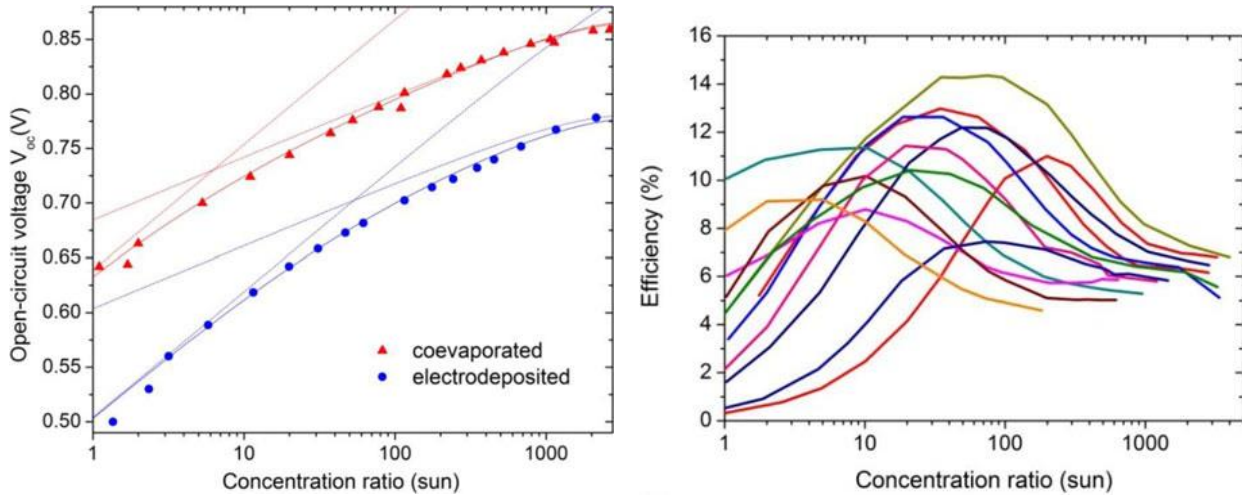 Open-circuit voltage Voc(V)
0.85
0.80
0.75
0.70
0.65
0.60
0.55
0.50
coevaporated
electrodeposited
1 10 100 1000
Concentration ratio (sun)
Efficiency (%)
16
14
12
10
8
6
4
2
0
1 10 100 1000
Concentration ratio (sun)